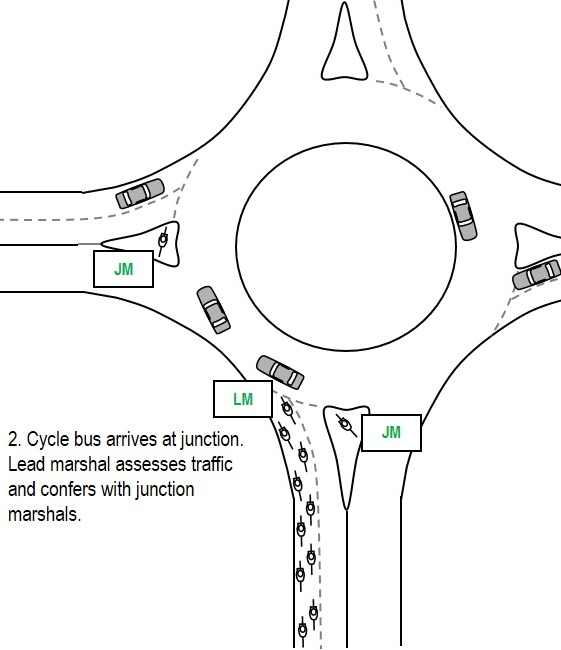 JM
LM
JM
2. Cycle bus arrives at junction.
Lead marshal assesses traffic
and confers with junction
marshals.